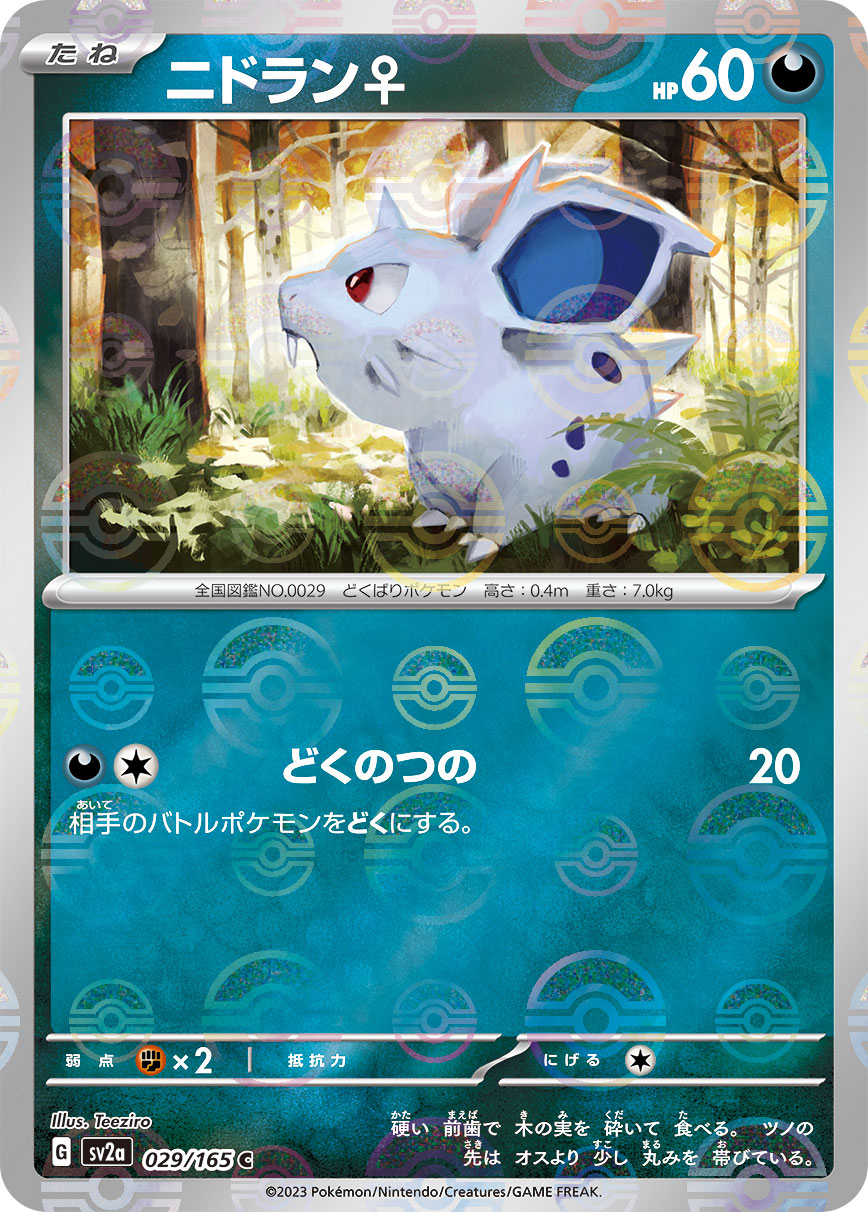 たね
ニドラン♀
HP60
全国図鑑NO.0029 どくばりポケモン 高さ:0.4m 重さ:7.0kg
どくのつの 20
あいて
相手のバトルポケモンをどくにする。
弱点 ×2 抵抗力 にげる
Illus. Teeziro
G sv2a 029/165 C
かた まえば き み くだ た
硬い 前歯で 木の実を 砕いて 食べる。 ツノの
さき すこ まる お
先は オスより 少し 丸みを 帯びている。
©2023 Pokémon/Nintendo/Creatures/GAME FREAK.